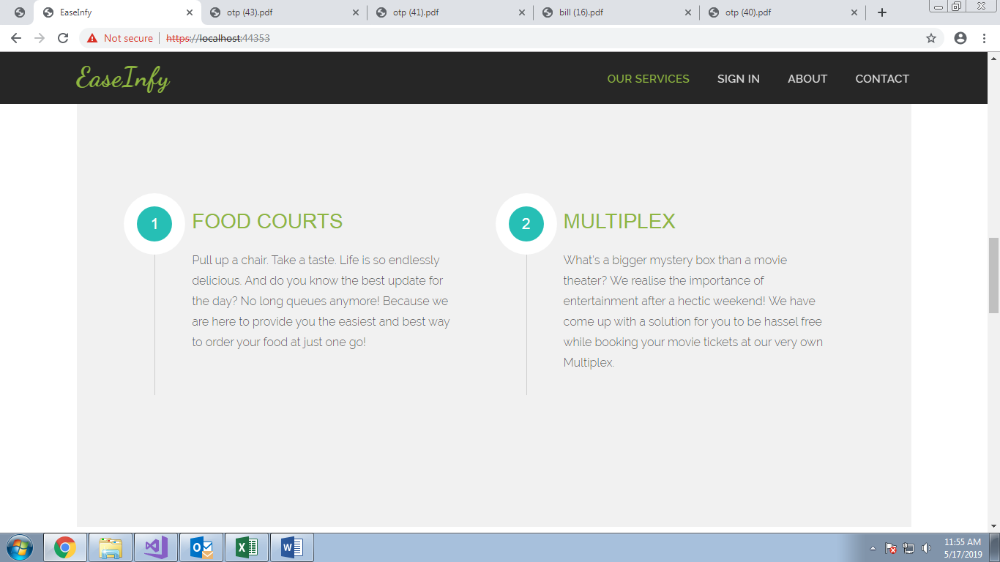 EaseInfy
otp (43).pdf
otp (41).pdf
bill (16).pdf
otp (40).pdf
Not secure
https://localhost:44353
EaseInfy
OUR SERVICES
SIGN IN
ABOUT
CONTACT
1
FOOD COURTS
Pull up a chair. Take a taste. Life is so endlessly
delicious. And do you know the best update for
the day? No long queues anymore! Because we
are here to provide you the easiest and best way
to order your food at just one go!
2
MULTIPLEX
What's a bigger mystery box than a movie
theater? We realise the importance of
entertainment after a hectic weekend! We have
come up with a solution for you to be hassel free
while booking your movie tickets at our very own
Multiplex.
11:55 AM
5/17/2019